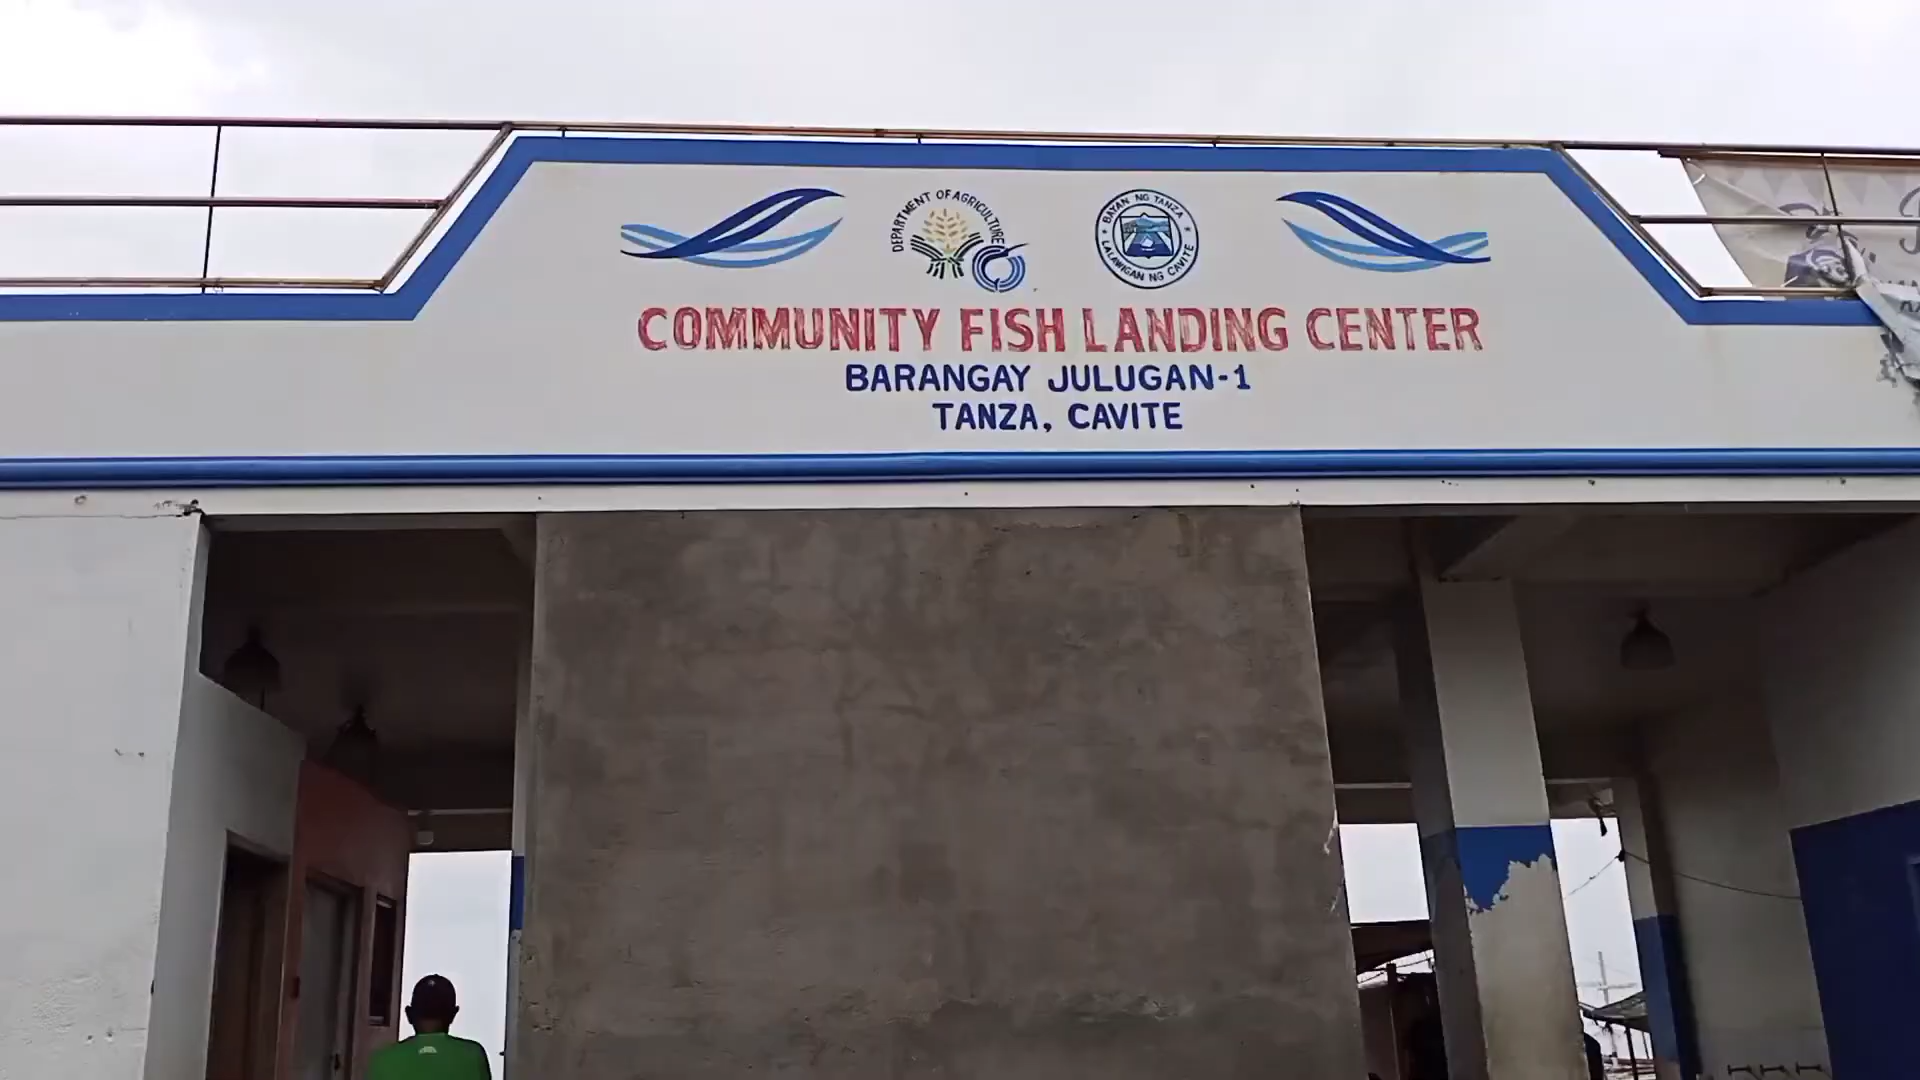 DEPARTMENT OF AGRICULTURE
BAYAN NG TANZA
LALAWIGAN NG CAVITE
COMMUNITY FISH LANDING CENTER
BARANGAY JULUGAN-1
TANZA, CAVITE